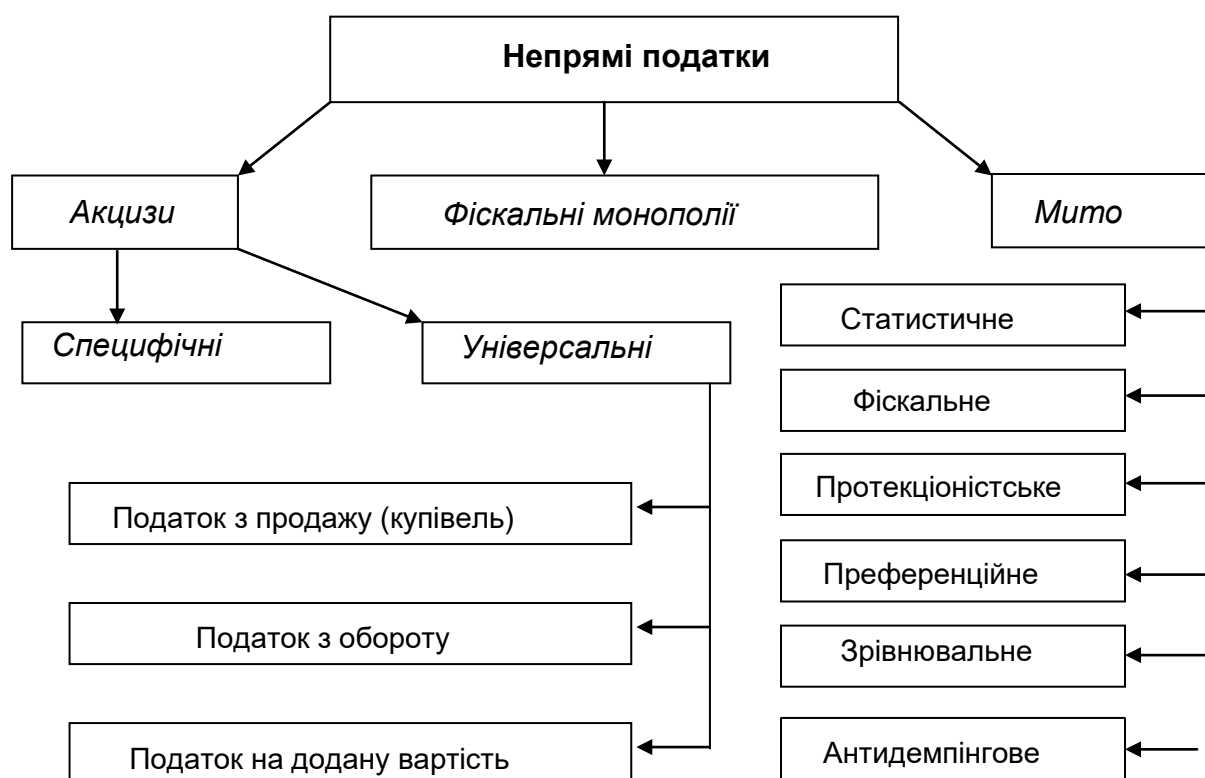 Непрямі податки
Акцизи
Фіскальні монополії
Мито
Специфічні
Універсальні
Податок з продажу (купівель)
Податок з обороту
Податок на додану вартість
Статистичне
Фіскальне
Протекціоністське
Преференційне
Зрівнювальне
Антидемпінгове